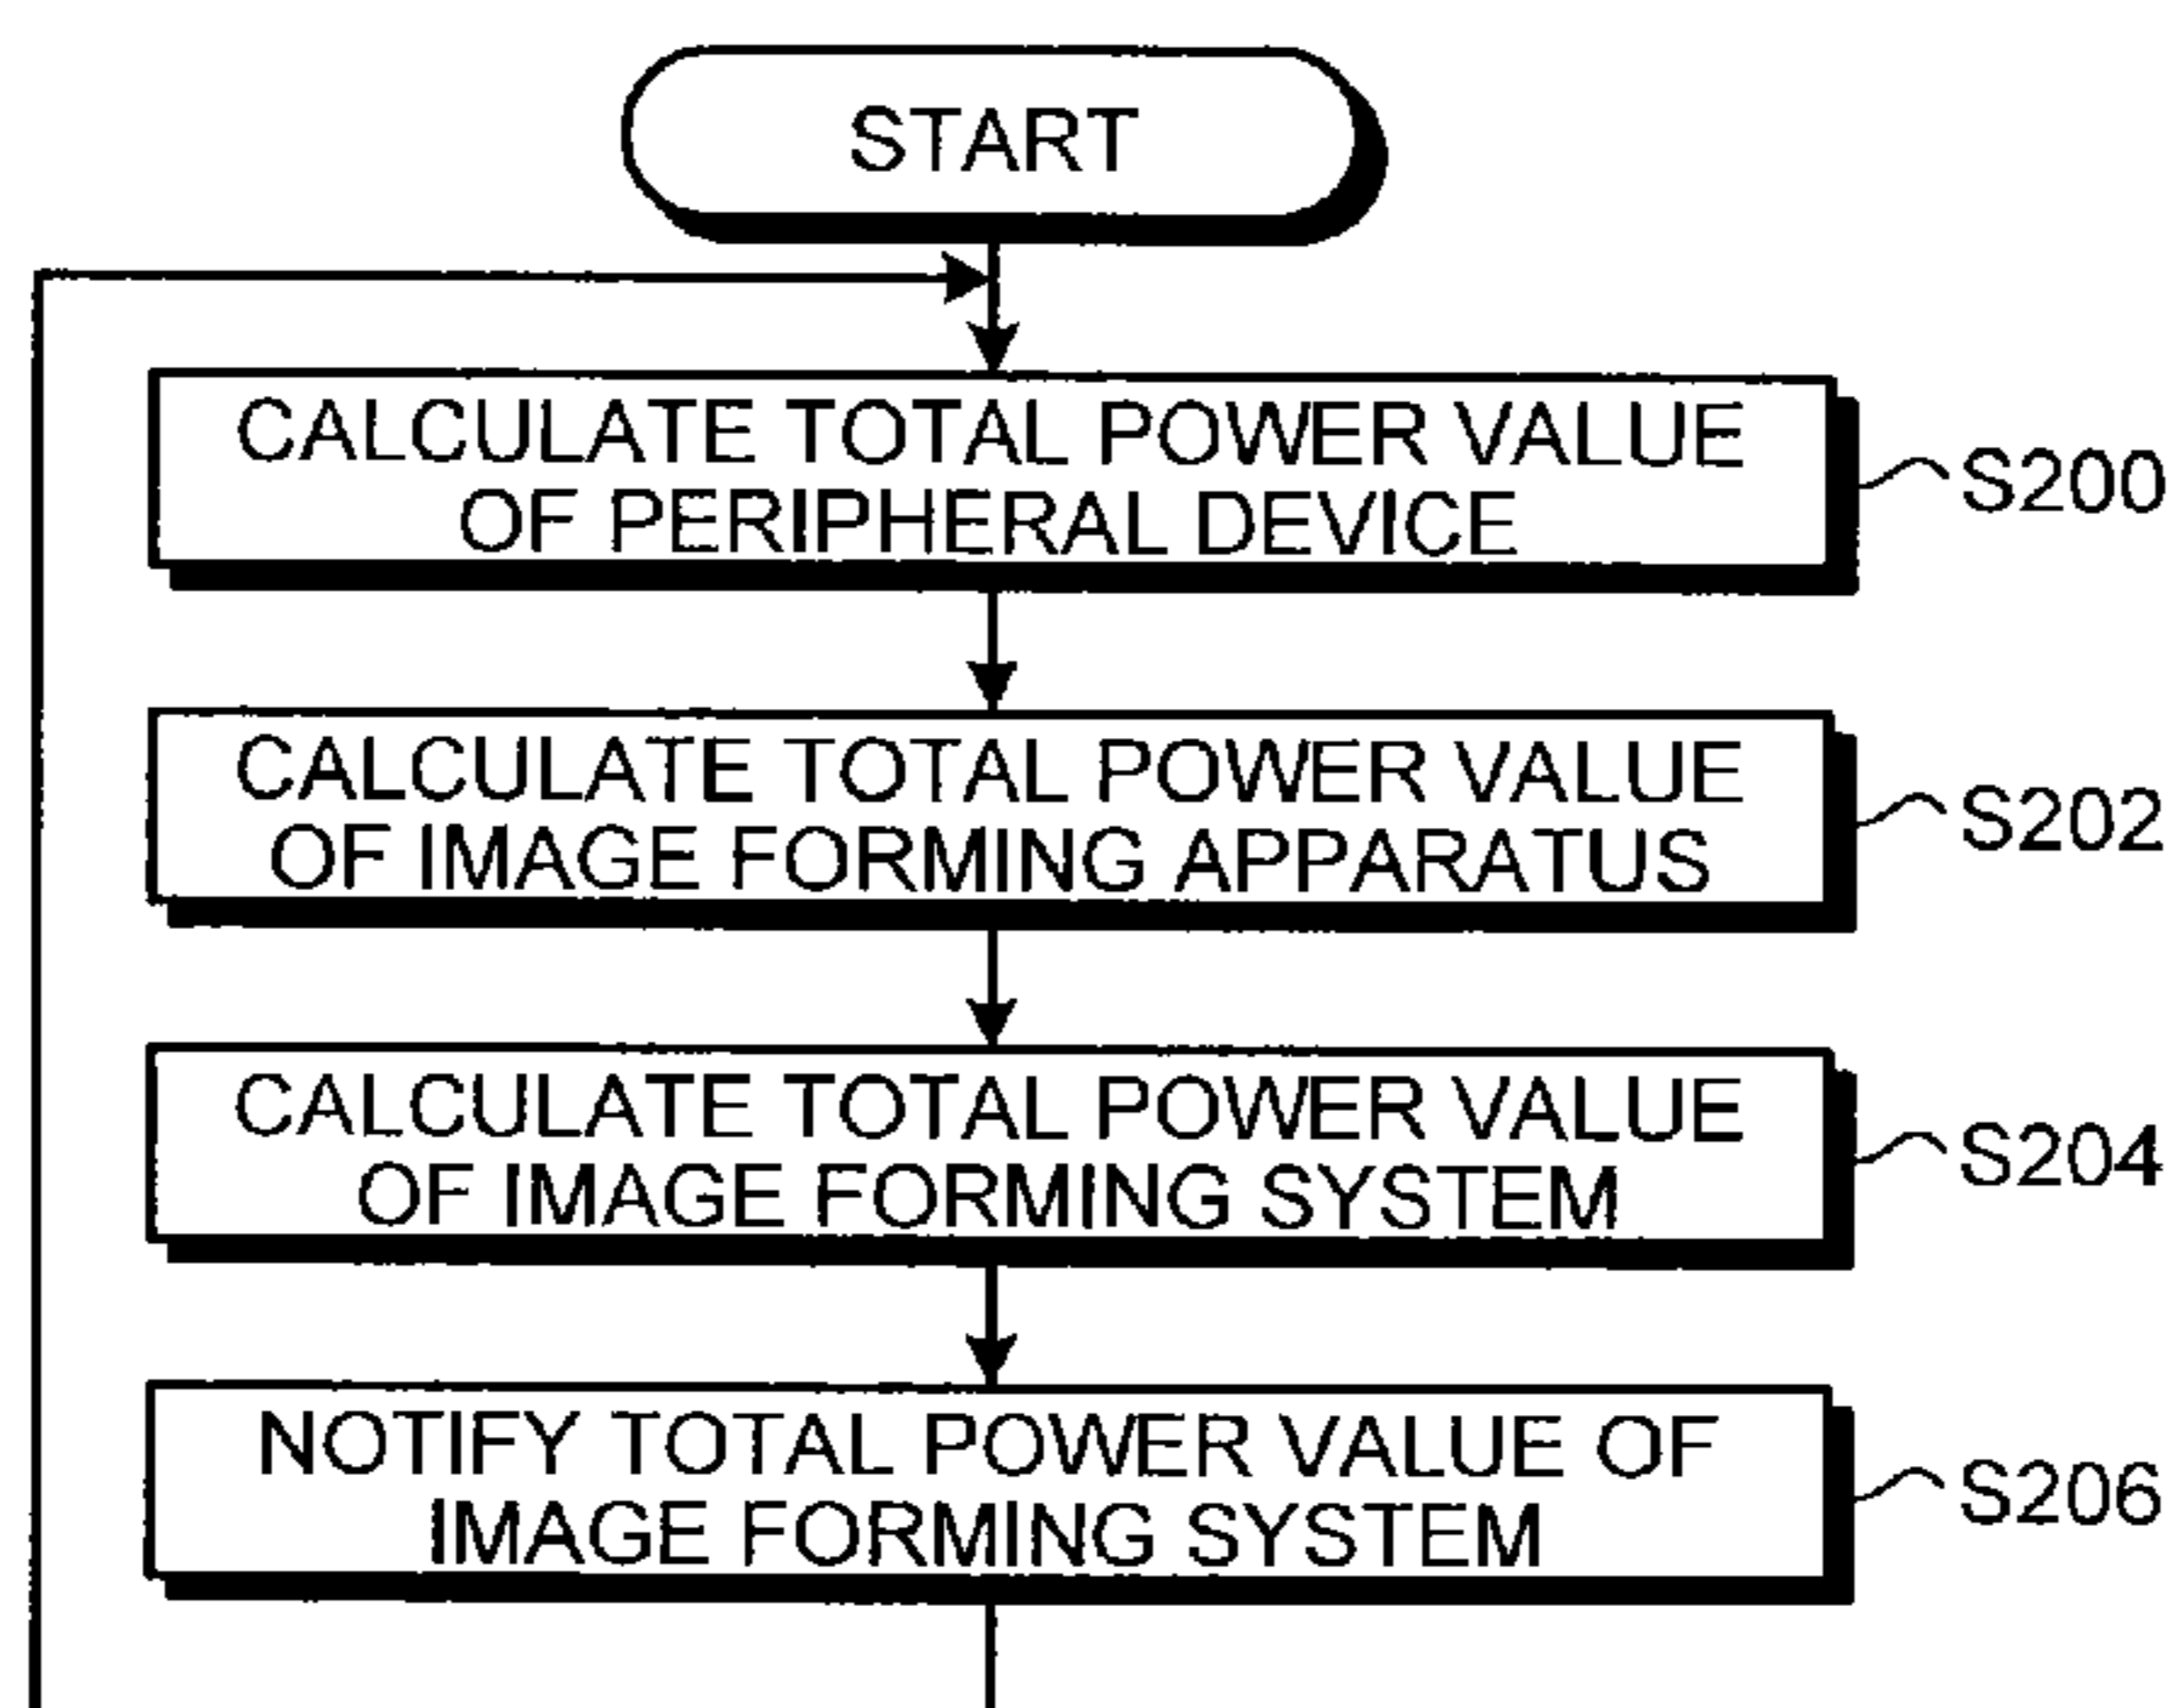 START
CALCULATE TOTAL POWER VALUE
OF PERIPHERAL DEVICE
S200
CALCULATE TOTAL POWER VALUE
OF IMAGE FORMING APPARATUS
S202
CALCULATE TOTAL POWER VALUE
OF IMAGE FORMING SYSTEM
S204
NOTIFY TOTAL POWER VALUE OF
IMAGE FORMING SYSTEM
S206